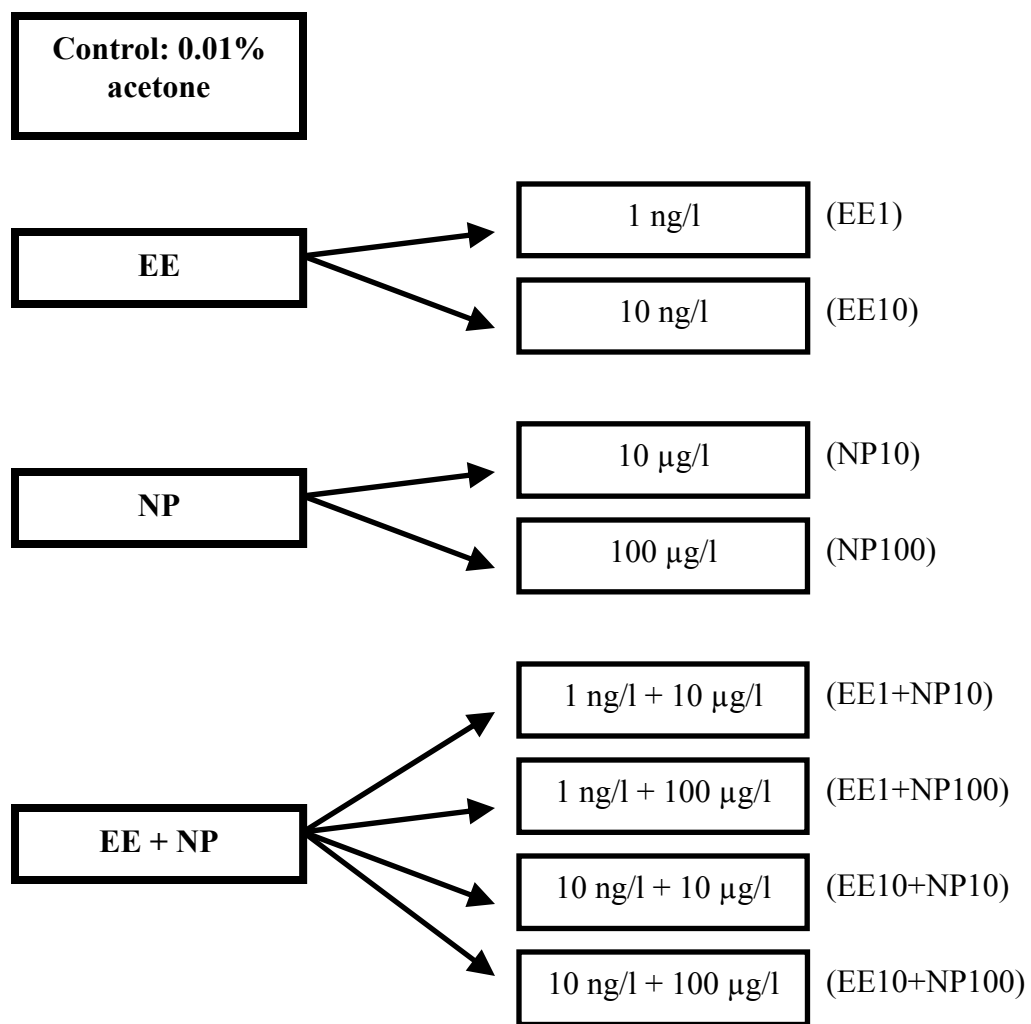 Control: 0.01%
acetone
EE
1 ng/l (EE1)
10 ng/l (EE10)
NP
10 µg/l (NP10)
100 µg/l (NP100)
EE + NP
1 ng/l + 10 µg/l (EE1+NP10)
1 ng/l + 100 µg/l (EE1+NP100)
10 ng/l + 10 µg/l (EE10+NP10)
10 ng/l + 100 µg/l (EE10+NP100)